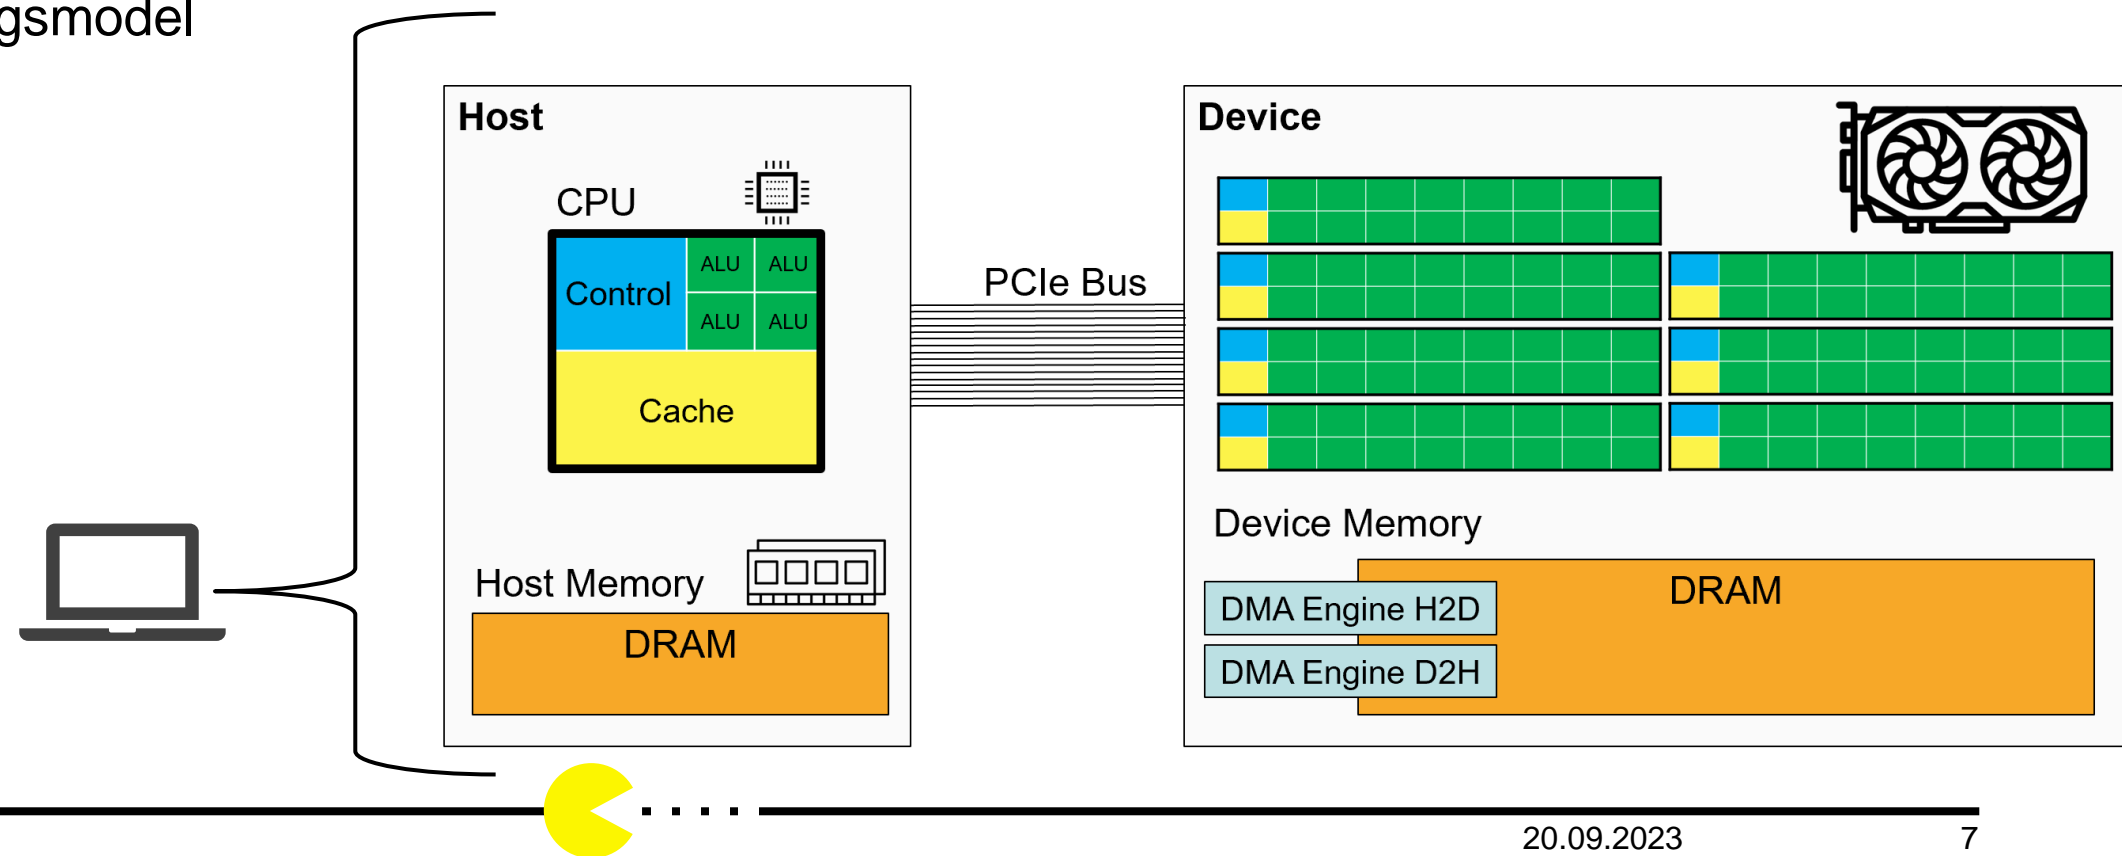 gsmodel
Host
CPU
Control
ALU ALU
ALU ALU
Cache
Host Memory
DRAM
PCIe Bus
Device
Device Memory
DRAM
DMA Engine H2D
DMA Engine D2H
20.09.2023
7